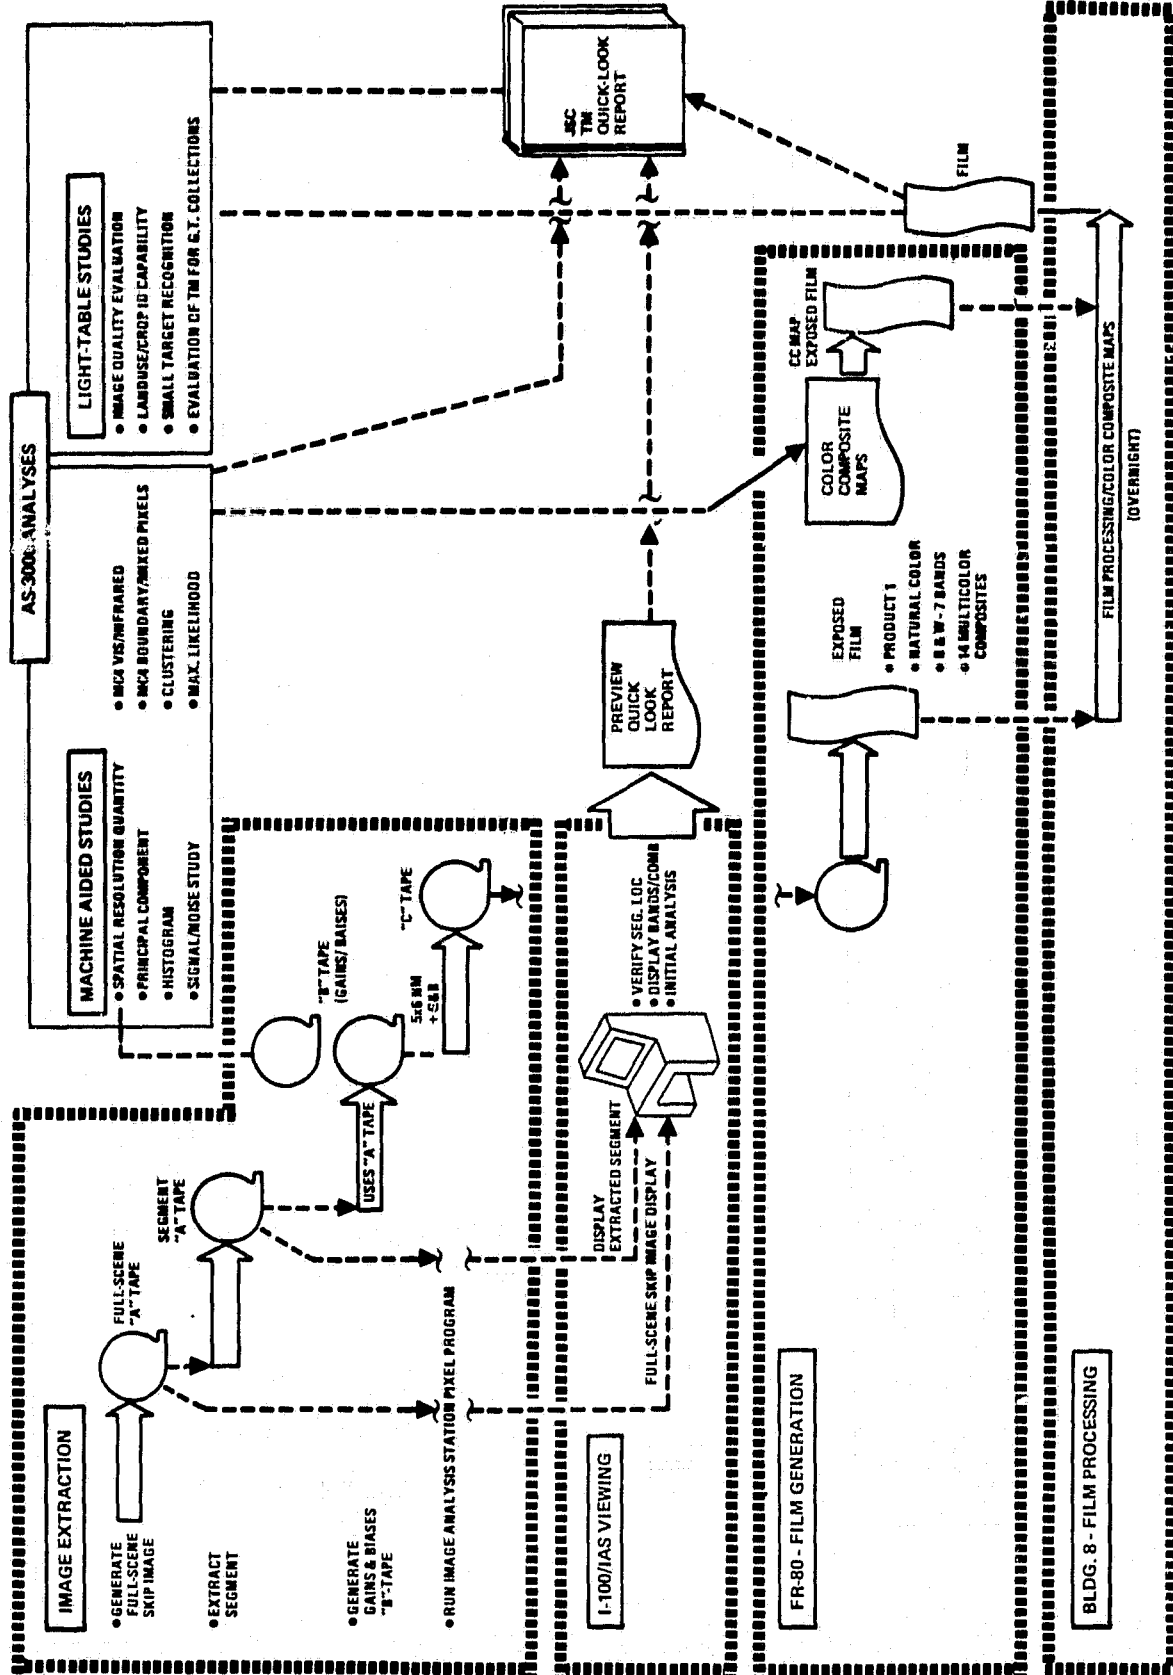 AS-3000 ANALYSES
MACHINE AIDED STUDIES
• SPATIAL RESOLUTION QUANTITY
• PRINCIPAL COMPONENT
• HISTOGRAM
• SIGNAL/NOISE STUDY
• MCA VIS/INFRARED
• MCA BOUNDARY/MIXED PIXELS
• CLUSTERING
• MAX. LIKELIHOOD
LIGHT-TABLE STUDIES
• IMAGE QUALITY EVALUATION
• LANDUSE/CROP ID CAPABILITY
• SMALL TARGET RECOGNITION
• EVALUATION OF TM FOR G.T. COLLECTIONS
IMAGE EXTRACTION
• GENERATE
FULL-SCENE
SKIP IMAGE
• EXTRACT
SEGMENT
• GENERATE
GAINS & BIASES
"B"-TAPE
• RUN IMAGE ANALYSIS STATION PIXEL PROGRAM
FULL-SCENE
"A" TAPE
SEGMENT
"A" TAPE
USES "A" TAPE
"B" TAPE
(GAINS/BAISES)
5x6 NM
+ G&B
"C" TAPE
I-100/IAS VIEWING
DISPLAY
EXTRACTED SEGMENT
FULL-SCENE SKIP IMAGE DISPLAY
• VERIFY SEG. LOC
• DISPLAY BANDS/COMB
• INITIAL ANALYSIS
PREVIEW
QUICK
LOOK
REPORT
JSC
TM
QUICK-LOOK
REPORT
FR-80 - FILM GENERATION
EXPOSED
FILM
• PRODUCT 1
• NATURAL COLOR
• B & W - 7 BANDS
• 14 MULTICOLOR
COMPOSITES
COLOR
COMPOSITE
MAPS
CC MAP
EXPOSED FILM
FILM
BLDG. 8 - FILM PROCESSING
FILM PROCESSING/COLOR COMPOSITE MAPS
(OVERNIGHT)